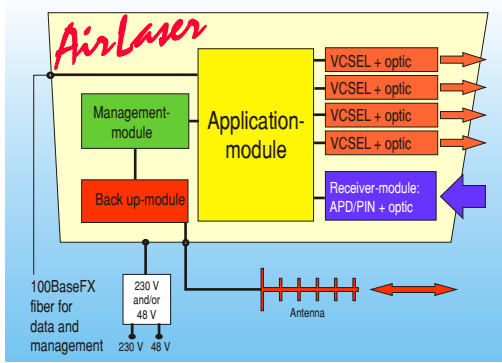 AirLaser
VCSEL + optic
VCSEL + optic
VCSEL + optic
VCSEL + optic
Management-
module
Application-
module
Back up-module
Receiver-module:
APD/PIN + optic
100BaseFX
fiber for
data and
management
230 V
and/or
48 V
230 V
48 V
Antenna